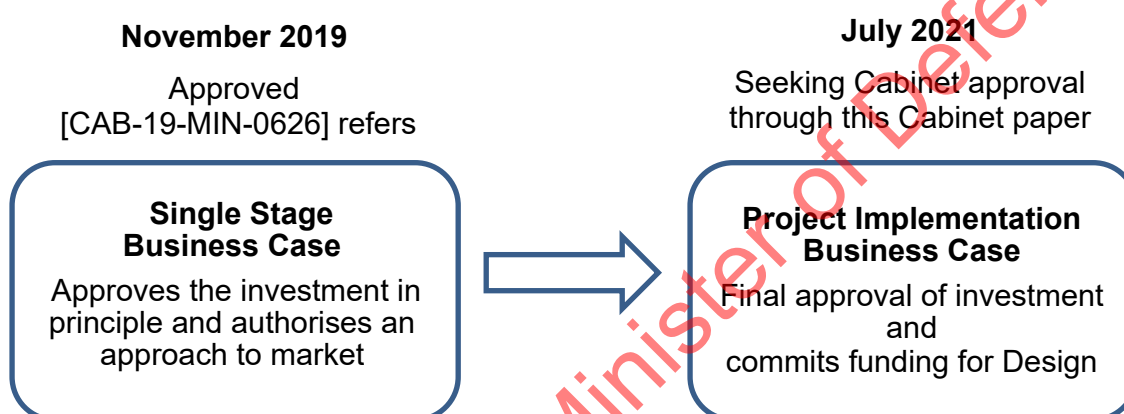 November 2019
Approved
[CAB-19-MIN-0626] refers
Single Stage
Business Case
Approves the investment in
principle and authorises an
approach to market
July 2021
Seeking Cabinet approval
through this Cabinet paper
Project Implementation
Business Case
Final approval of investment
and
commits funding for Design
Minister of Defe